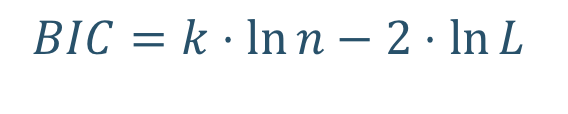 BIC = k · ln n − 2 · ln L